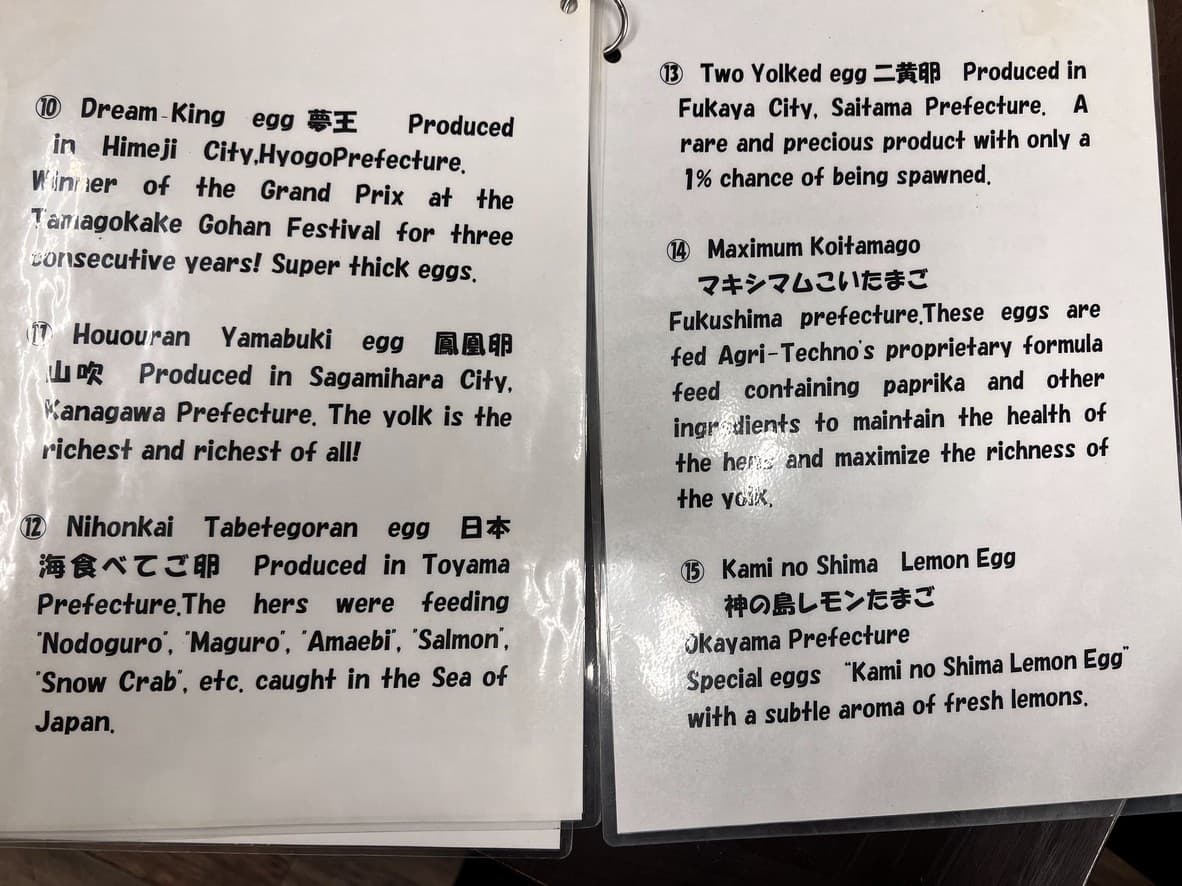 ⑩ Dream-King egg 夢王 Produced
in Himeji City,HyogoPrefecture.
Winner of the Grand Prix at the
Tamagokake Gohan Festival for three
consecutive years! Super thick eggs.
⑪ Hououran Yamabuki egg 鳳凰卵
山吹 Produced in Sagamihara City,
Kanagawa Prefecture. The yolk is the
richest and richest of all!
⑫ Nihonkai Tabetegoran egg 日本
海食べてご卵 Produced in Toyama
Prefecture.The hers were feeding
"Nodoguro", "Maguro", "Amaebi", "Salmon",
"Snow Crab", etc. caught in the Sea of
Japan.
⑬ Two Yolked egg 二黄卵 Produced in
Fukaya City, Saitama Prefecture. A
rare and precious product with only a
1% chance of being spawned.
⑭ Maximum Koitamago
マキシマムこいたまご
Fukushima prefecture.These eggs are
fed Agri-Techno's proprietary formula
feed containing paprika and other
ingredients to maintain the health of
the hens and maximize the richness of
the yolk.
⑮ Kami no Shima Lemon Egg
神の島レモンたまご
Okayama Prefecture
Special eggs "Kami no Shima Lemon Egg"
with a subtle aroma of fresh lemons.